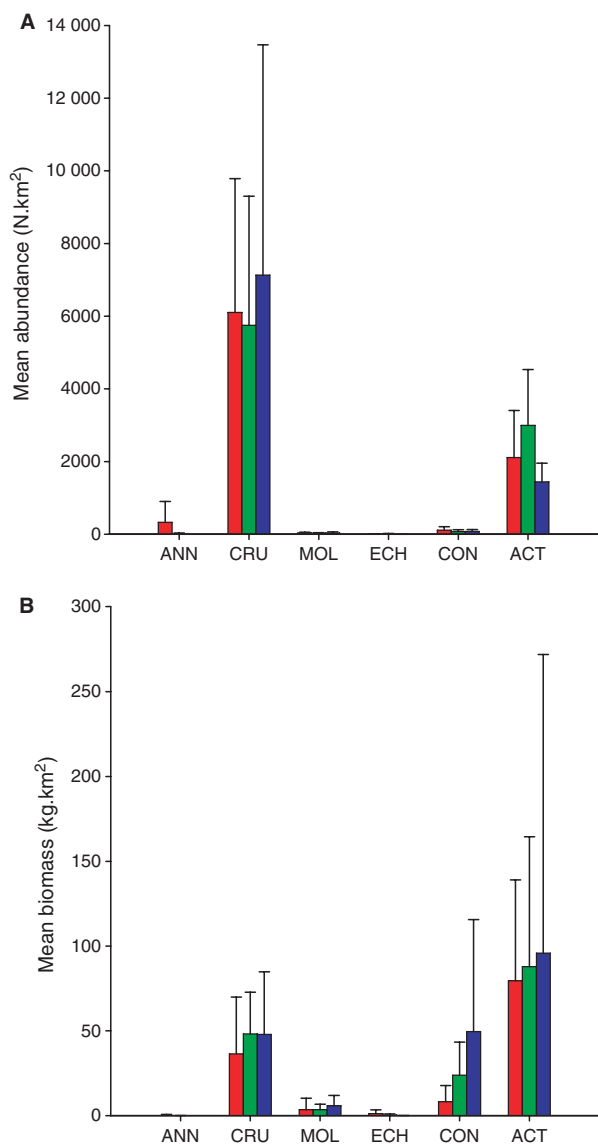 A
14 000
12 000
10 000
8000
6000
4000
2000
0
Mean abundance (N.km²)
ANN CRU MOL ECH CON ACT
B
300
250
200
150
100
50
0
Mean biomass (kg.km²)
ANN CRU MOL ECH CON ACT